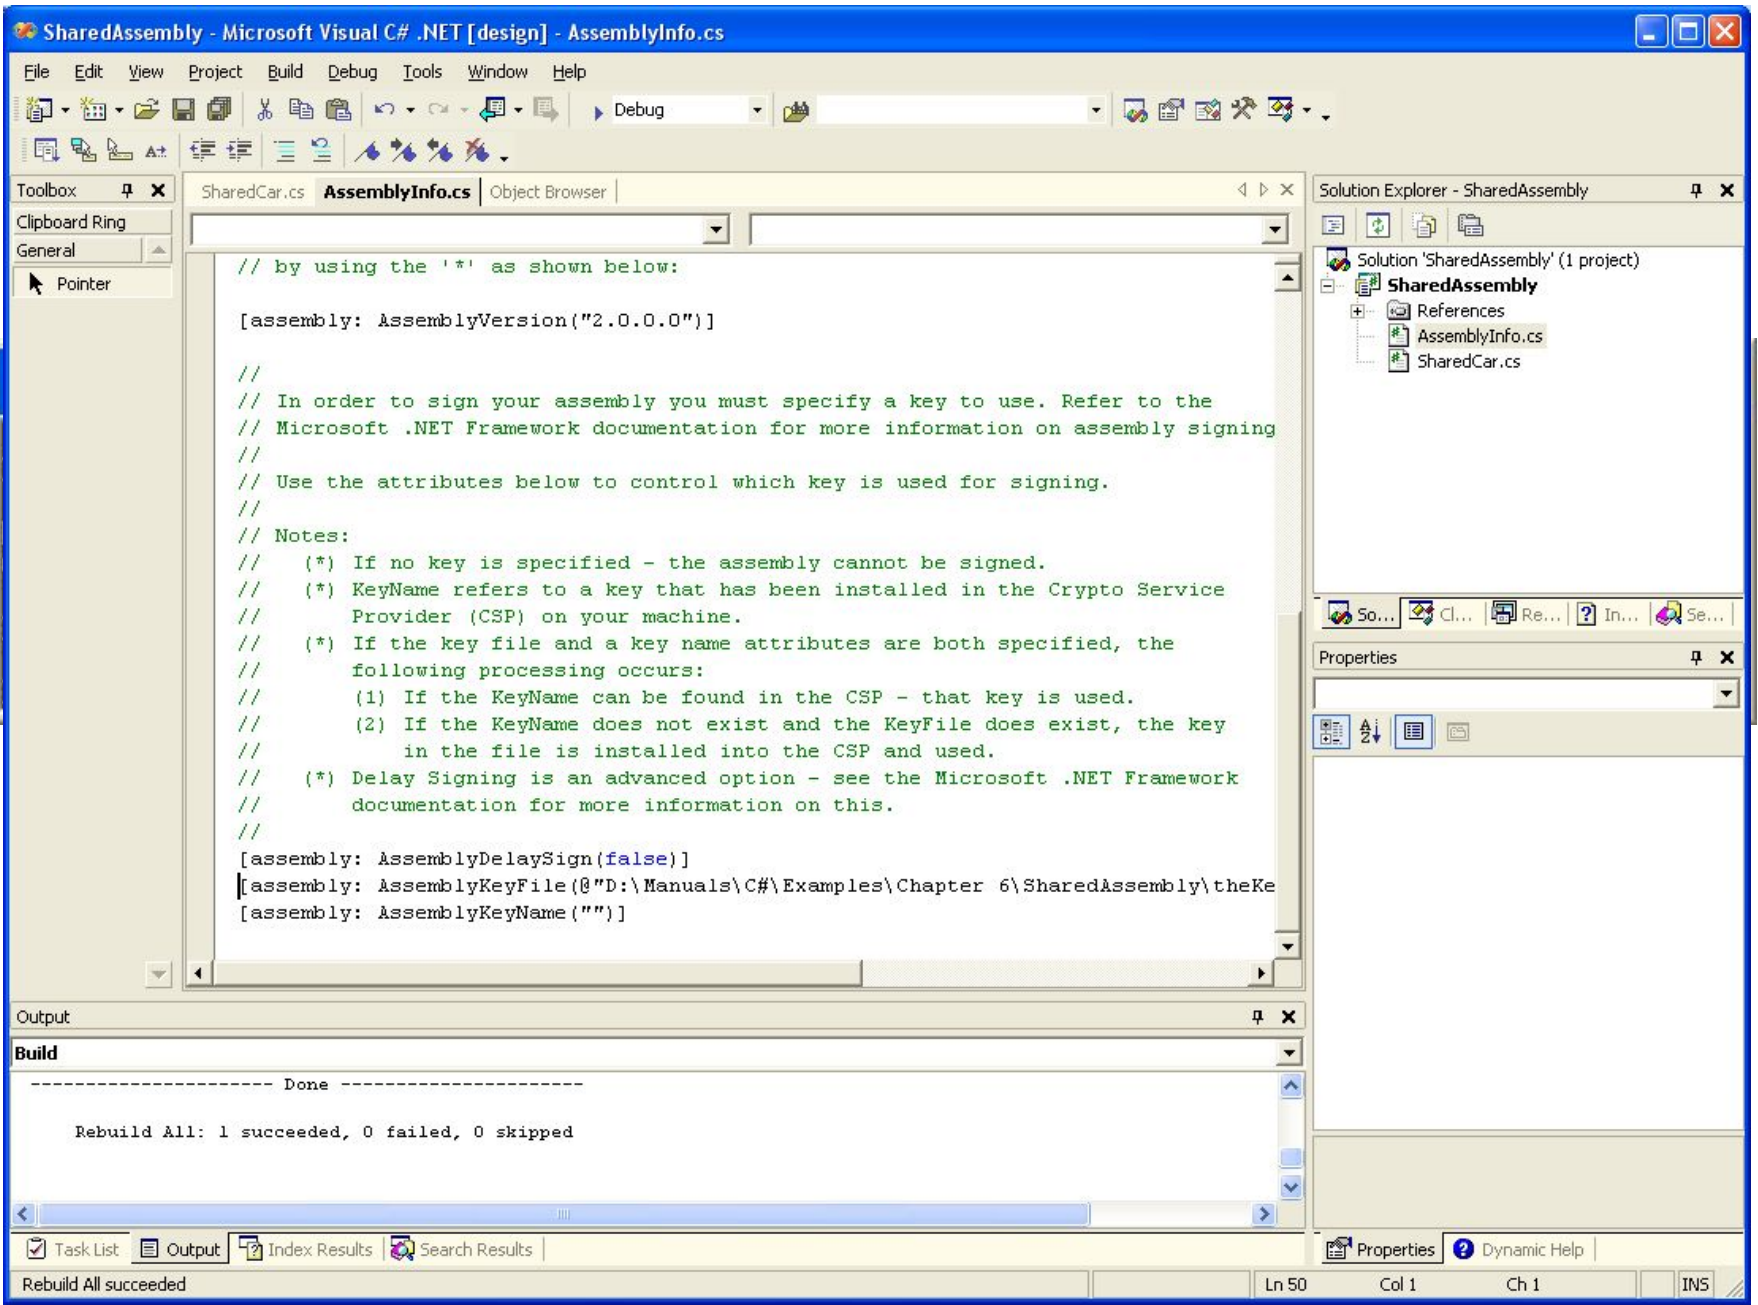 SharedAssembly - Microsoft Visual C# .NET [design] - AssemblyInfo.cs
File Edit View Project Build Debug Tools Window Help
Debug
Toolbox
Clipboard Ring
General
Pointer
SharedCar.cs AssemblyInfo.cs Object Browser
// by using the '*' as shown below:
[assembly: AssemblyVersion("2.0.0.0")]
//
// In order to sign your assembly you must specify a key to use. Refer to the
// Microsoft .NET Framework documentation for more information on assembly signing
//
// Use the attributes below to control which key is used for signing.
//
// Notes:
//    (*) If no key is specified - the assembly cannot be signed.
//    (*) KeyName refers to a key that has been installed in the Crypto Service
//        Provider (CSP) on your machine.
//    (*) If the key file and a key name attributes are both specified, the
//        following processing occurs:
//        (1) If the KeyName can be found in the CSP - that key is used.
//        (2) If the KeyName does not exist and the KeyFile does exist, the key
//            in the file is installed into the CSP and used.
//    (*) Delay Signing is an advanced option - see the Microsoft .NET Framework
//        documentation for more information on this.
//
[assembly: AssemblyDelaySign(false)]
[assembly: AssemblyKeyFile(@"D:\Manuals\C#\Examples\Chapter 6\SharedAssembly\theKe
[assembly: AssemblyKeyName("")]
Solution Explorer - SharedAssembly
Solution 'SharedAssembly' (1 project)
SharedAssembly
References
AssemblyInfo.cs
SharedCar.cs
So... Cl... Re... In... Se...
Properties
Output
Build
---------------------- Done ----------------------
Rebuild All: 1 succeeded, 0 failed, 0 skipped
Task List Output Index Results Search Results
Properties Dynamic Help
Rebuild All succeeded Ln 50 Col 1 Ch 1 INS